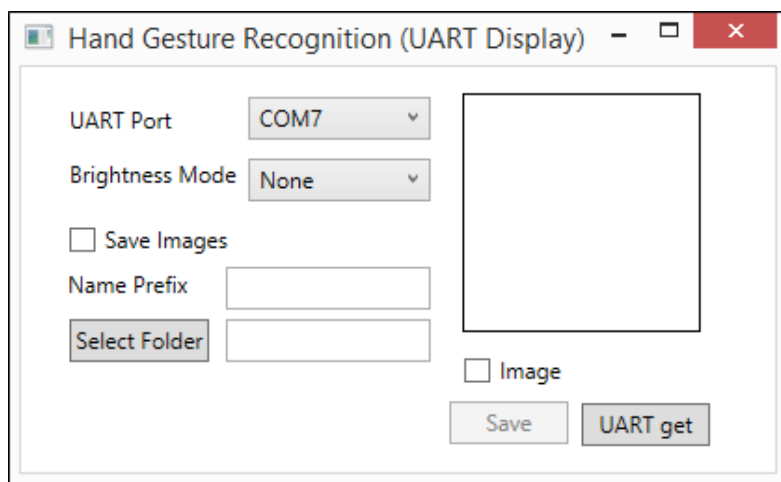 Hand Gesture Recognition (UART Display)
UART Port
COM7
Brightness Mode
None
Save Images
Name Prefix
Select Folder
Image
Save
UART get